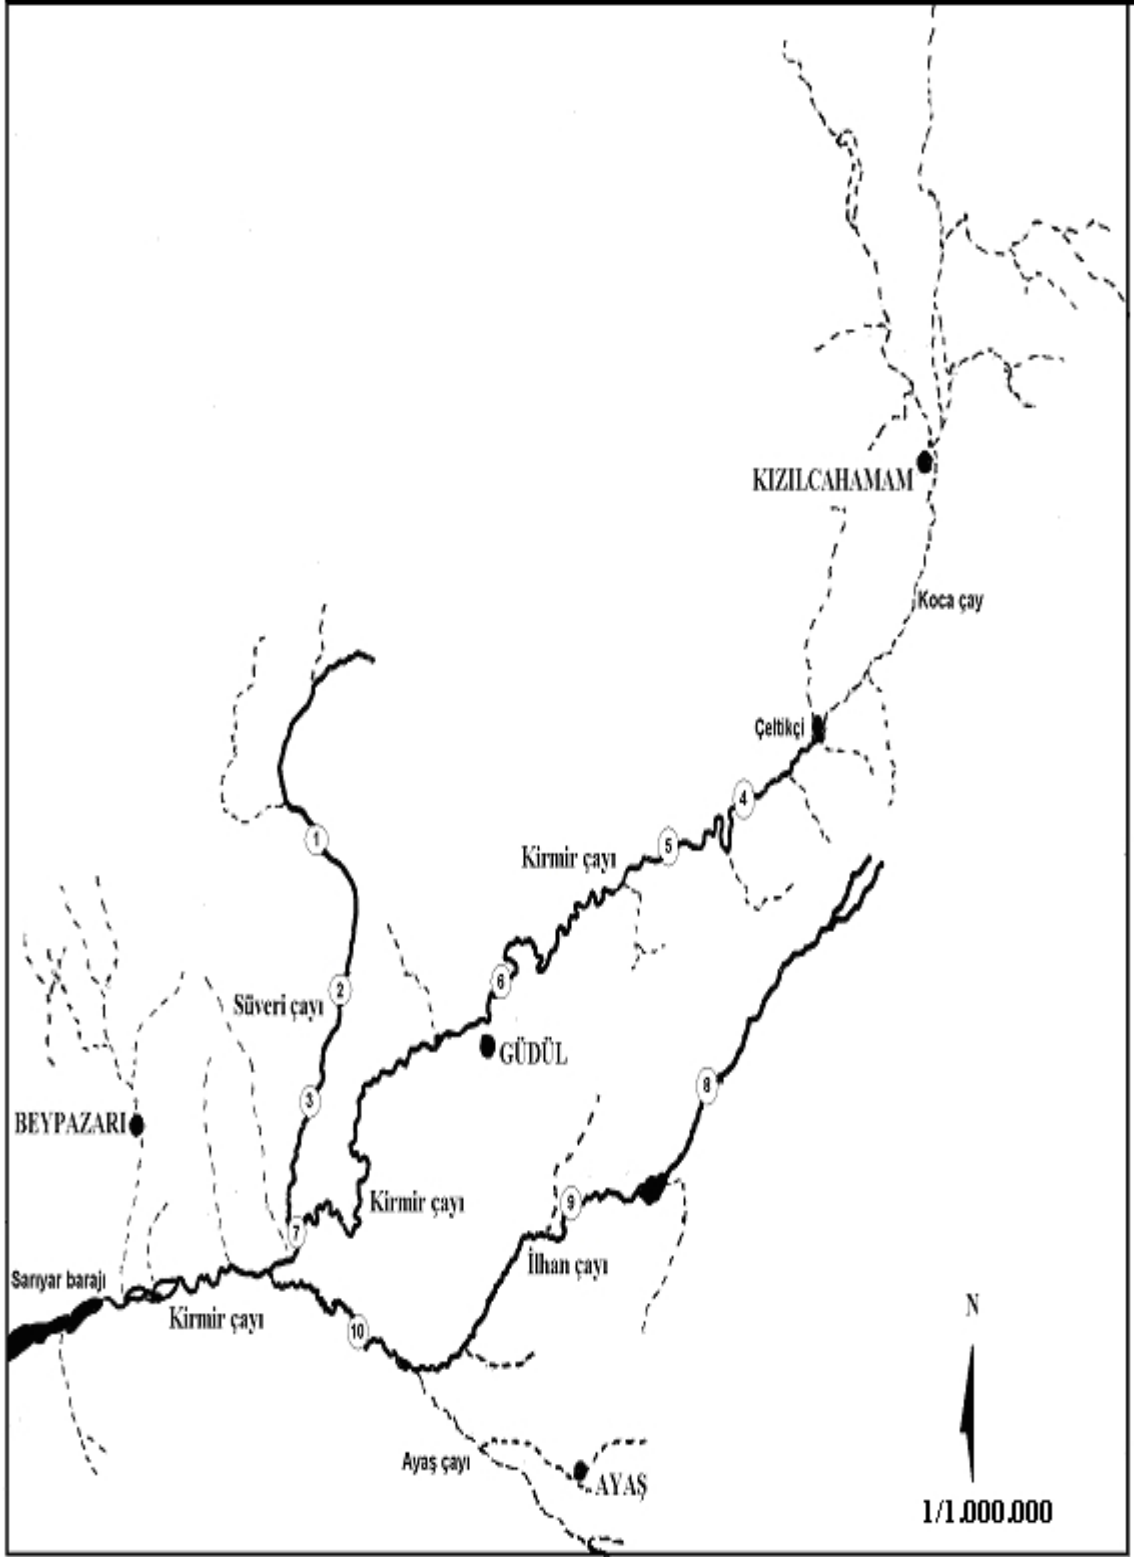 KIZILCAHAMAM
Koca çay
Çeltikçi
4
5
Kirmir çayı
1
6
2
Süveri çayı
GÜDÜL
8
3
BEYPAZARI
Kirmir çayı
9
7
İlhan çayı
Sarıyar barajı
Kirmir çayı
10
N
Ayaş çayı
AYAŞ
1/1.000.000